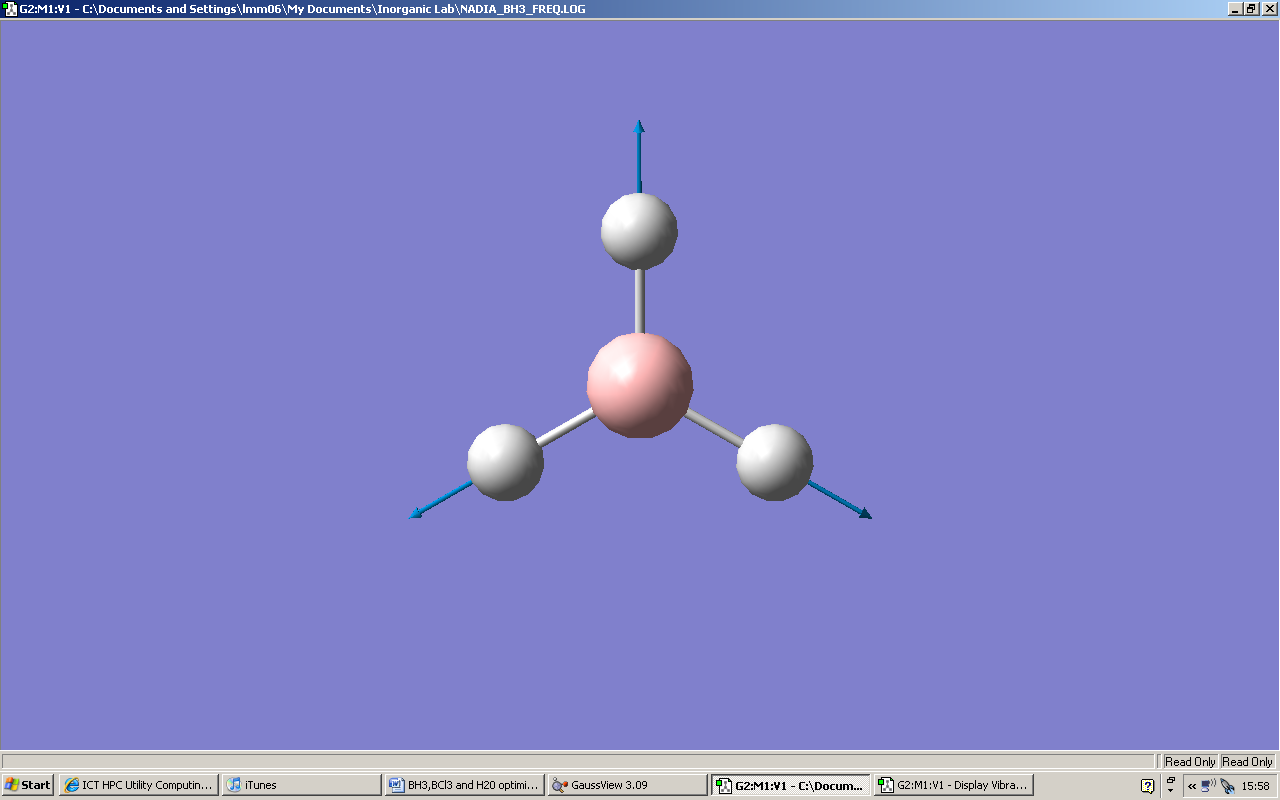 G2:M1:V1 - C:\Documents and Settings\lmm06\My Documents\Inorganic Lab\NADIA_BH3_FREQ.LOG
Read Only Read Only
Start ICT HPC Utility Computin... iTunes BH3,BCl3 and H20 optimi... GaussView 3.09 G2:M1:V1 - C:\Docum... G2:M1:V1 - Display Vibra... « 15:58